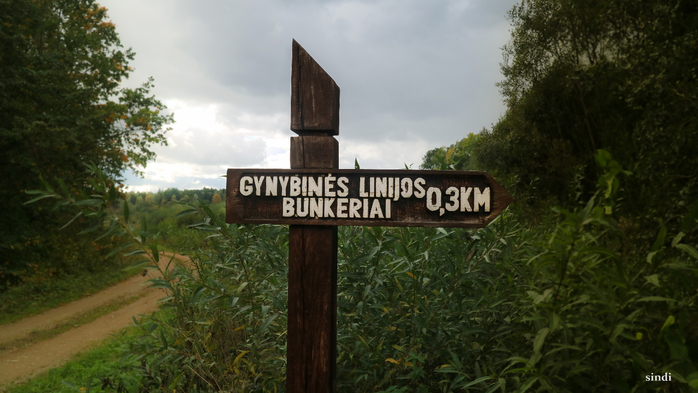 GYNYBINĖS LINIJOS
BUNKERIAI
0,3KM
sindi